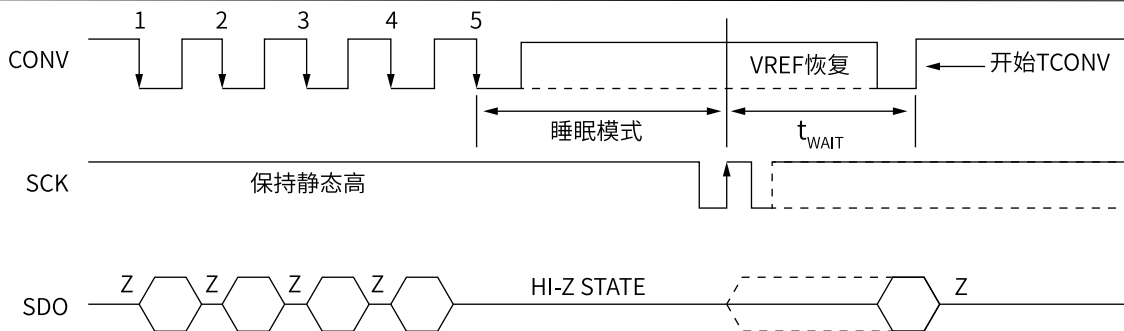 1 2 3 4 5
CONV
VREF恢复
开始TCONV
睡眠模式
tWAIT
SCK
保持静态高
SDO
Z Z Z Z
HI-Z STATE
Z